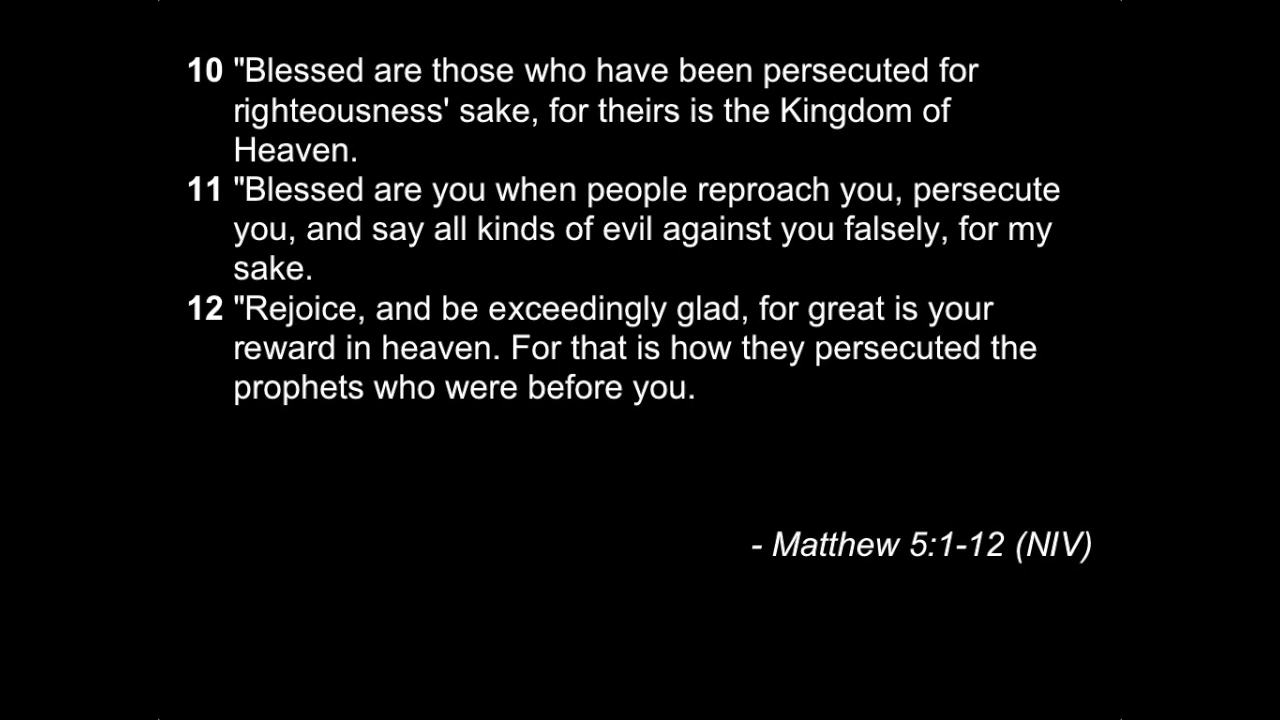 10 "Blessed are those who have been persecuted for
righteousness' sake, for theirs is the Kingdom of
Heaven.
11 "Blessed are you when people reproach you, persecute
you, and say all kinds of evil against you falsely, for my
sake.
12 "Rejoice, and be exceedingly glad, for great is your
reward in heaven. For that is how they persecuted the
prophets who were before you.
- Matthew 5:1-12 (NIV)